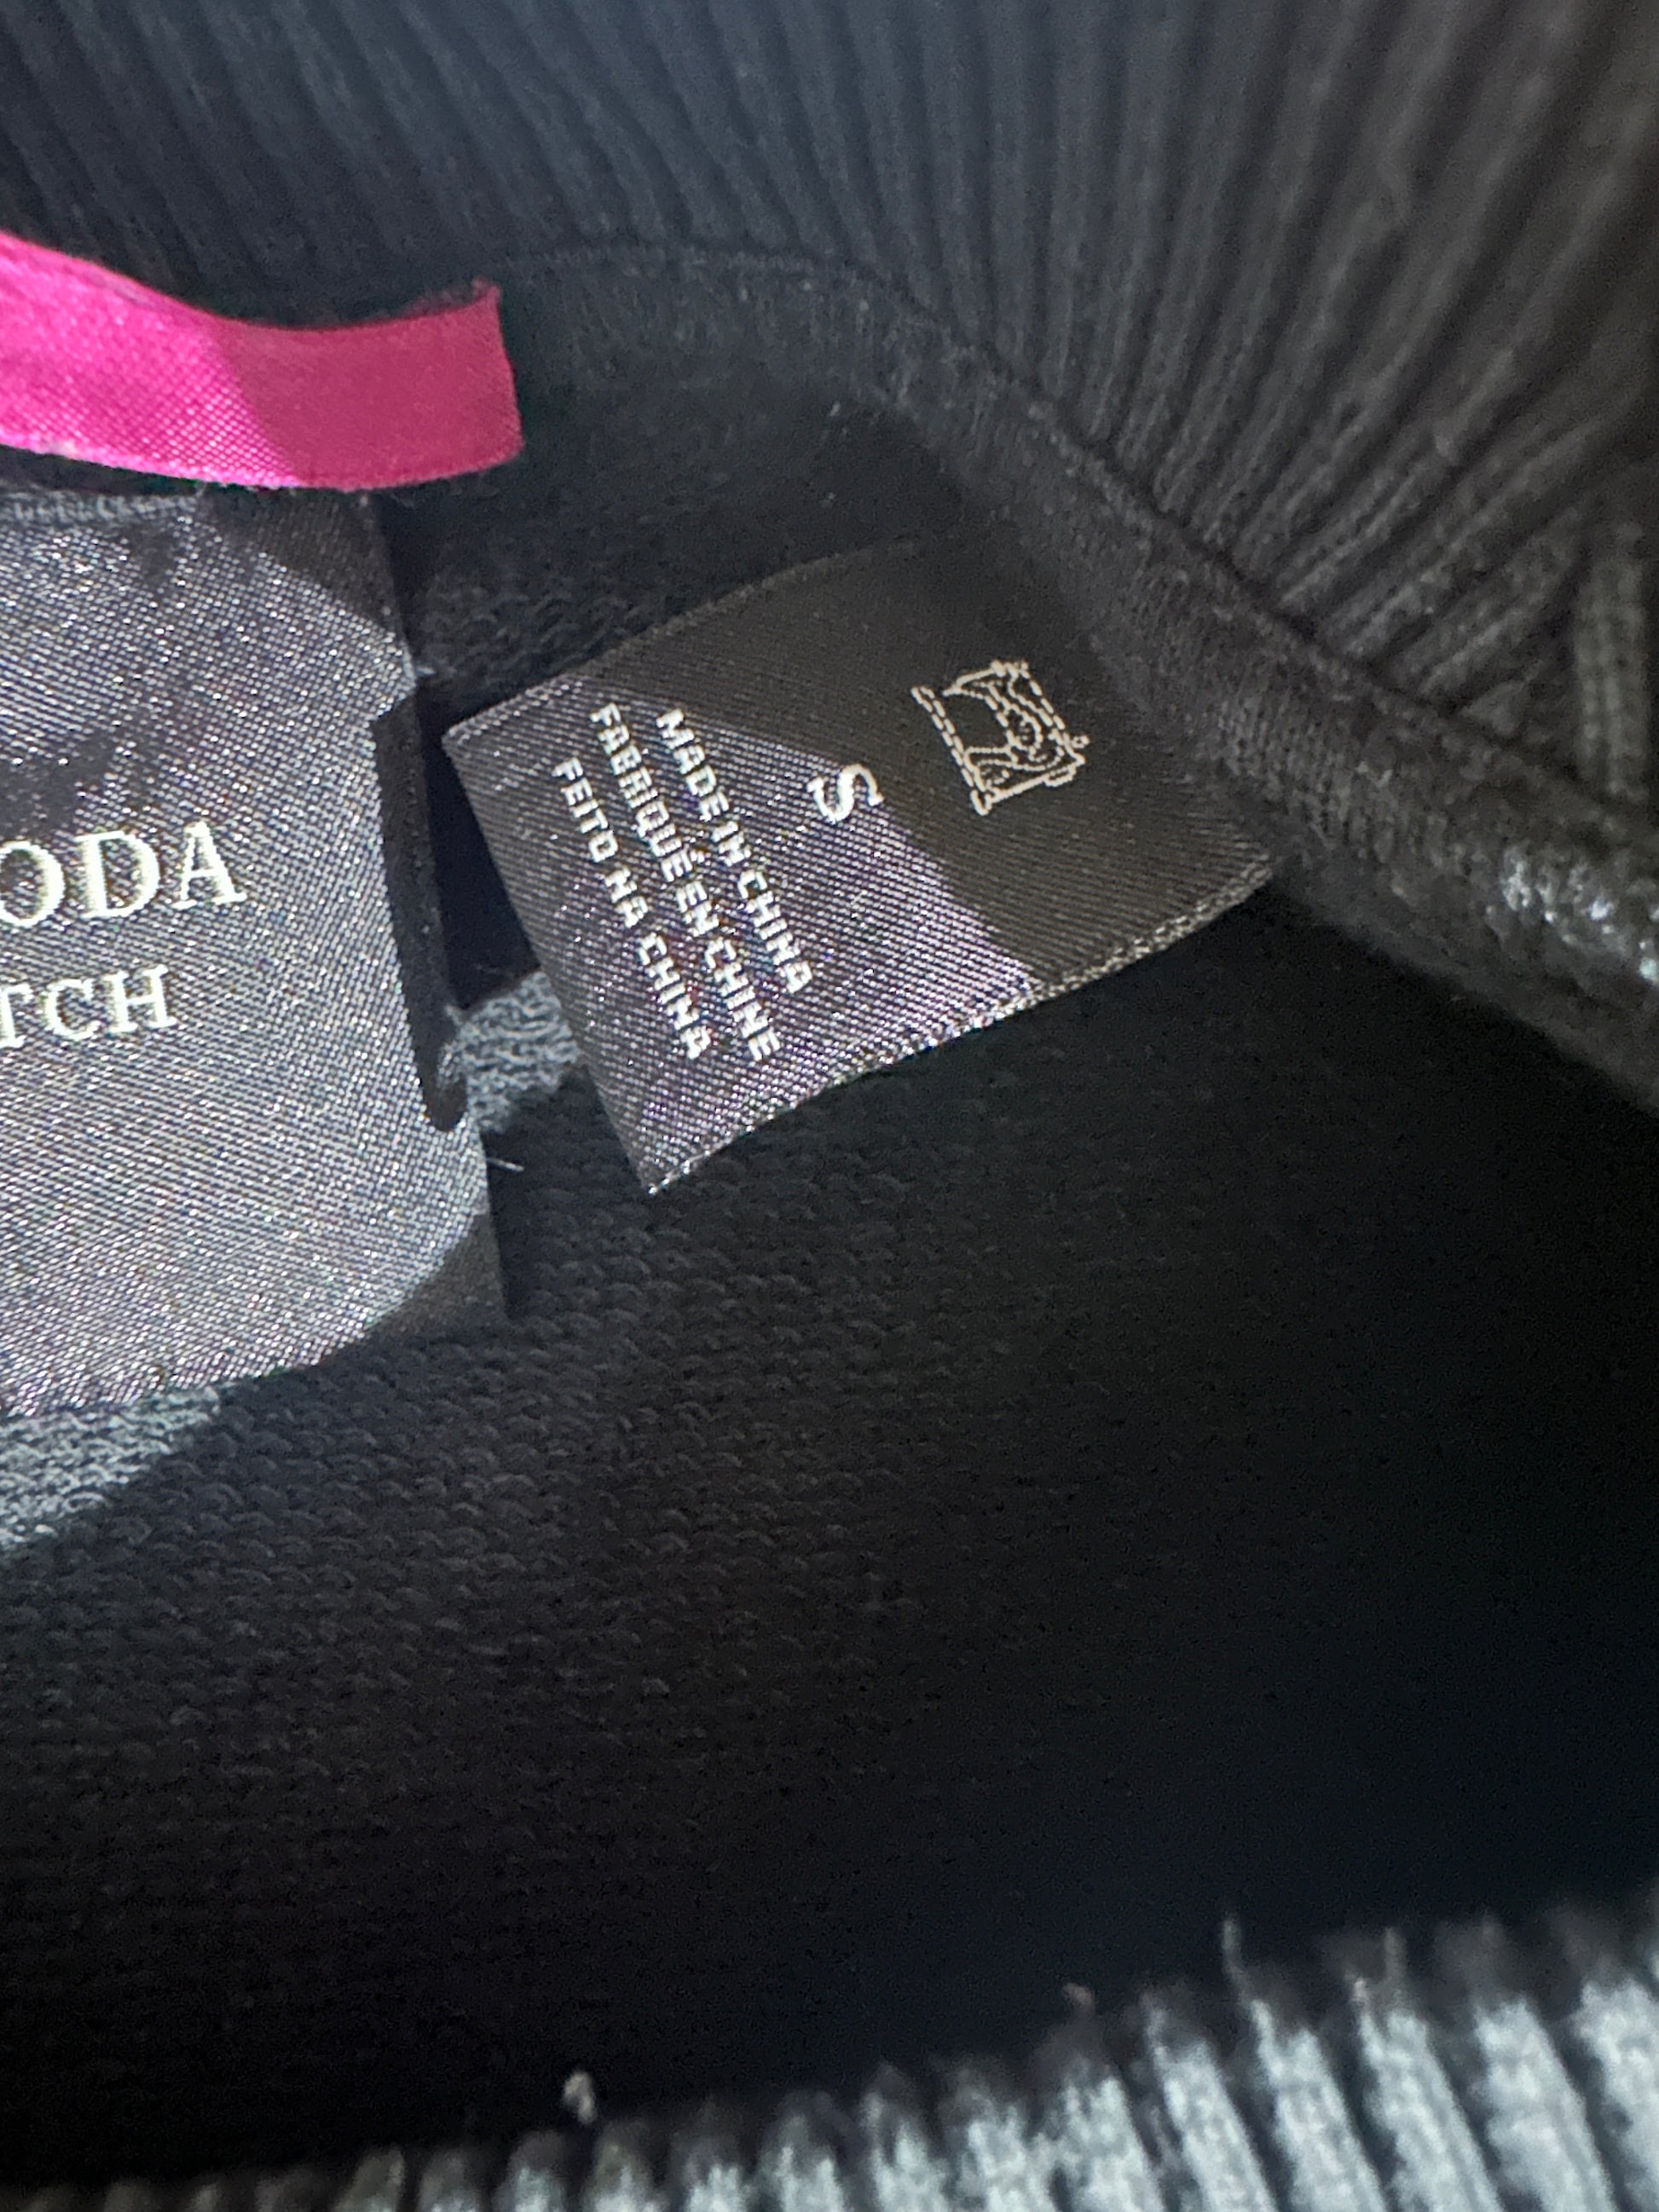 ODA
TCH
S
MADE IN CHINA
FABRIQUÉ EN CHINE
FEITO NA CHINA